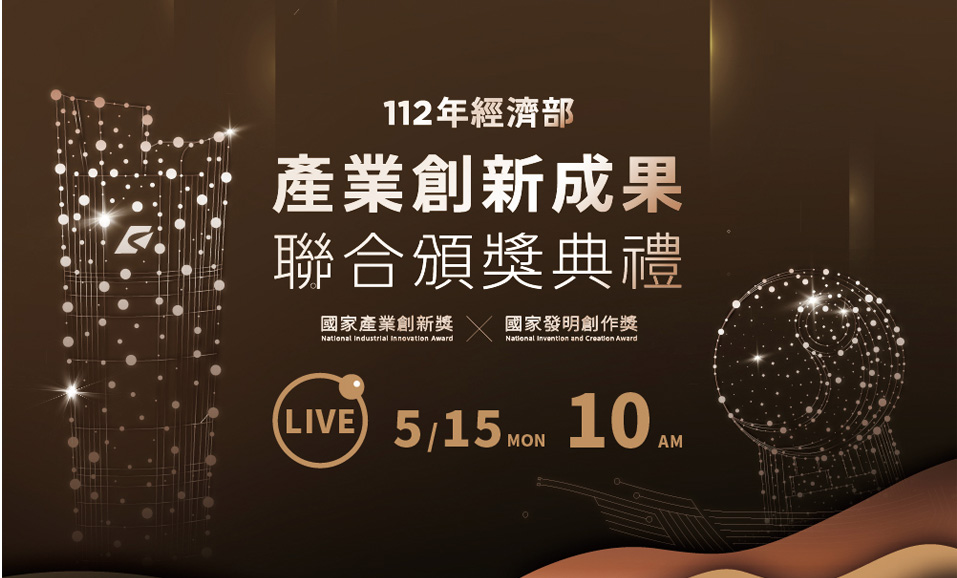 112年經濟部
產業創新成果
聯合頒獎典禮
國家產業創新獎 國家發明創作獎
National Industrial Innovation Award National Invention and Creation Award
LIVE 5/15 MON 10 AM